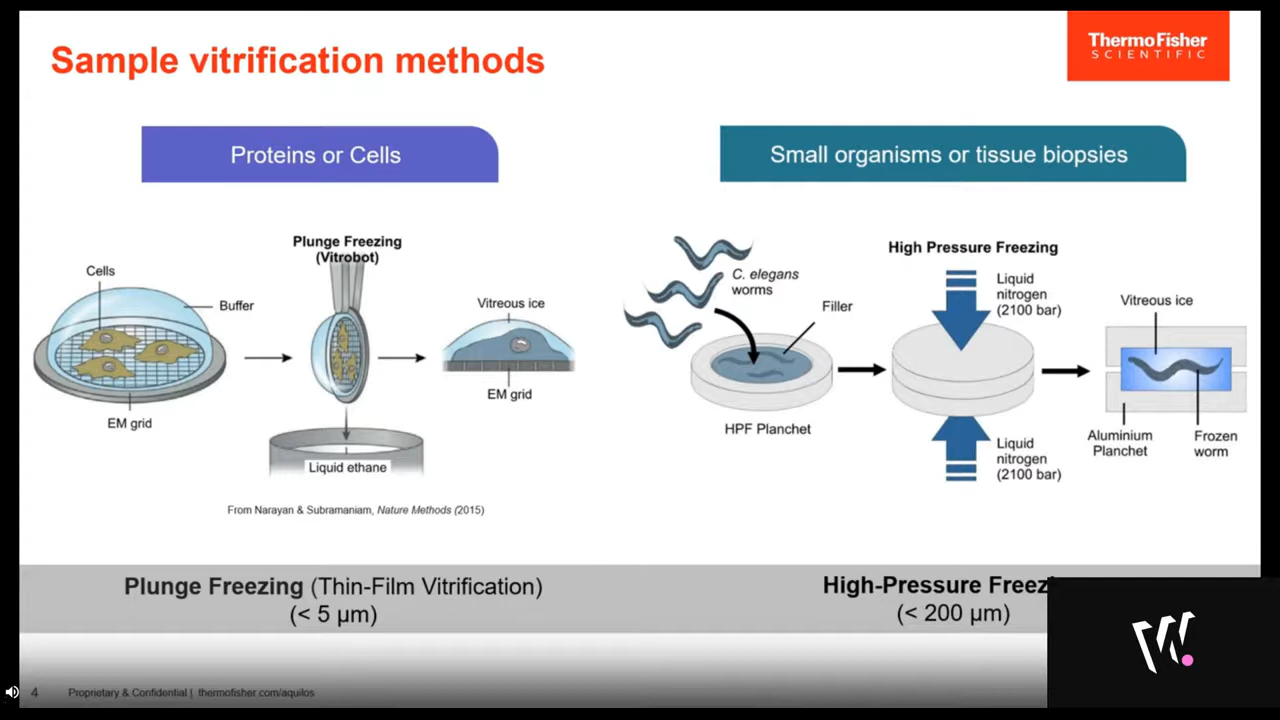 Sample vitrification methods
ThermoFisher
SCIENTIFIC
Proteins or Cells
Small organisms or tissue biopsies
Plunge Freezing
(Vitrobot)
Cells
Buffer
EM grid
Liquid ethane
Vitreous ice
EM grid
From Narayan & Subramaniam, Nature Methods (2015)
C. elegans
worms
Filler
HPF Planchet
High Pressure Freezing
Liquid
nitrogen
(2100 bar)
Liquid
nitrogen
(2100 bar)
Vitreous ice
Aluminium
Planchet
Frozen
worm
Plunge Freezing (Thin-Film Vitrification)
(< 5 µm)
High-Pressure Freez
(< 200 µm)
4
Proprietary & Confidential | thermofisher.com/aquilos